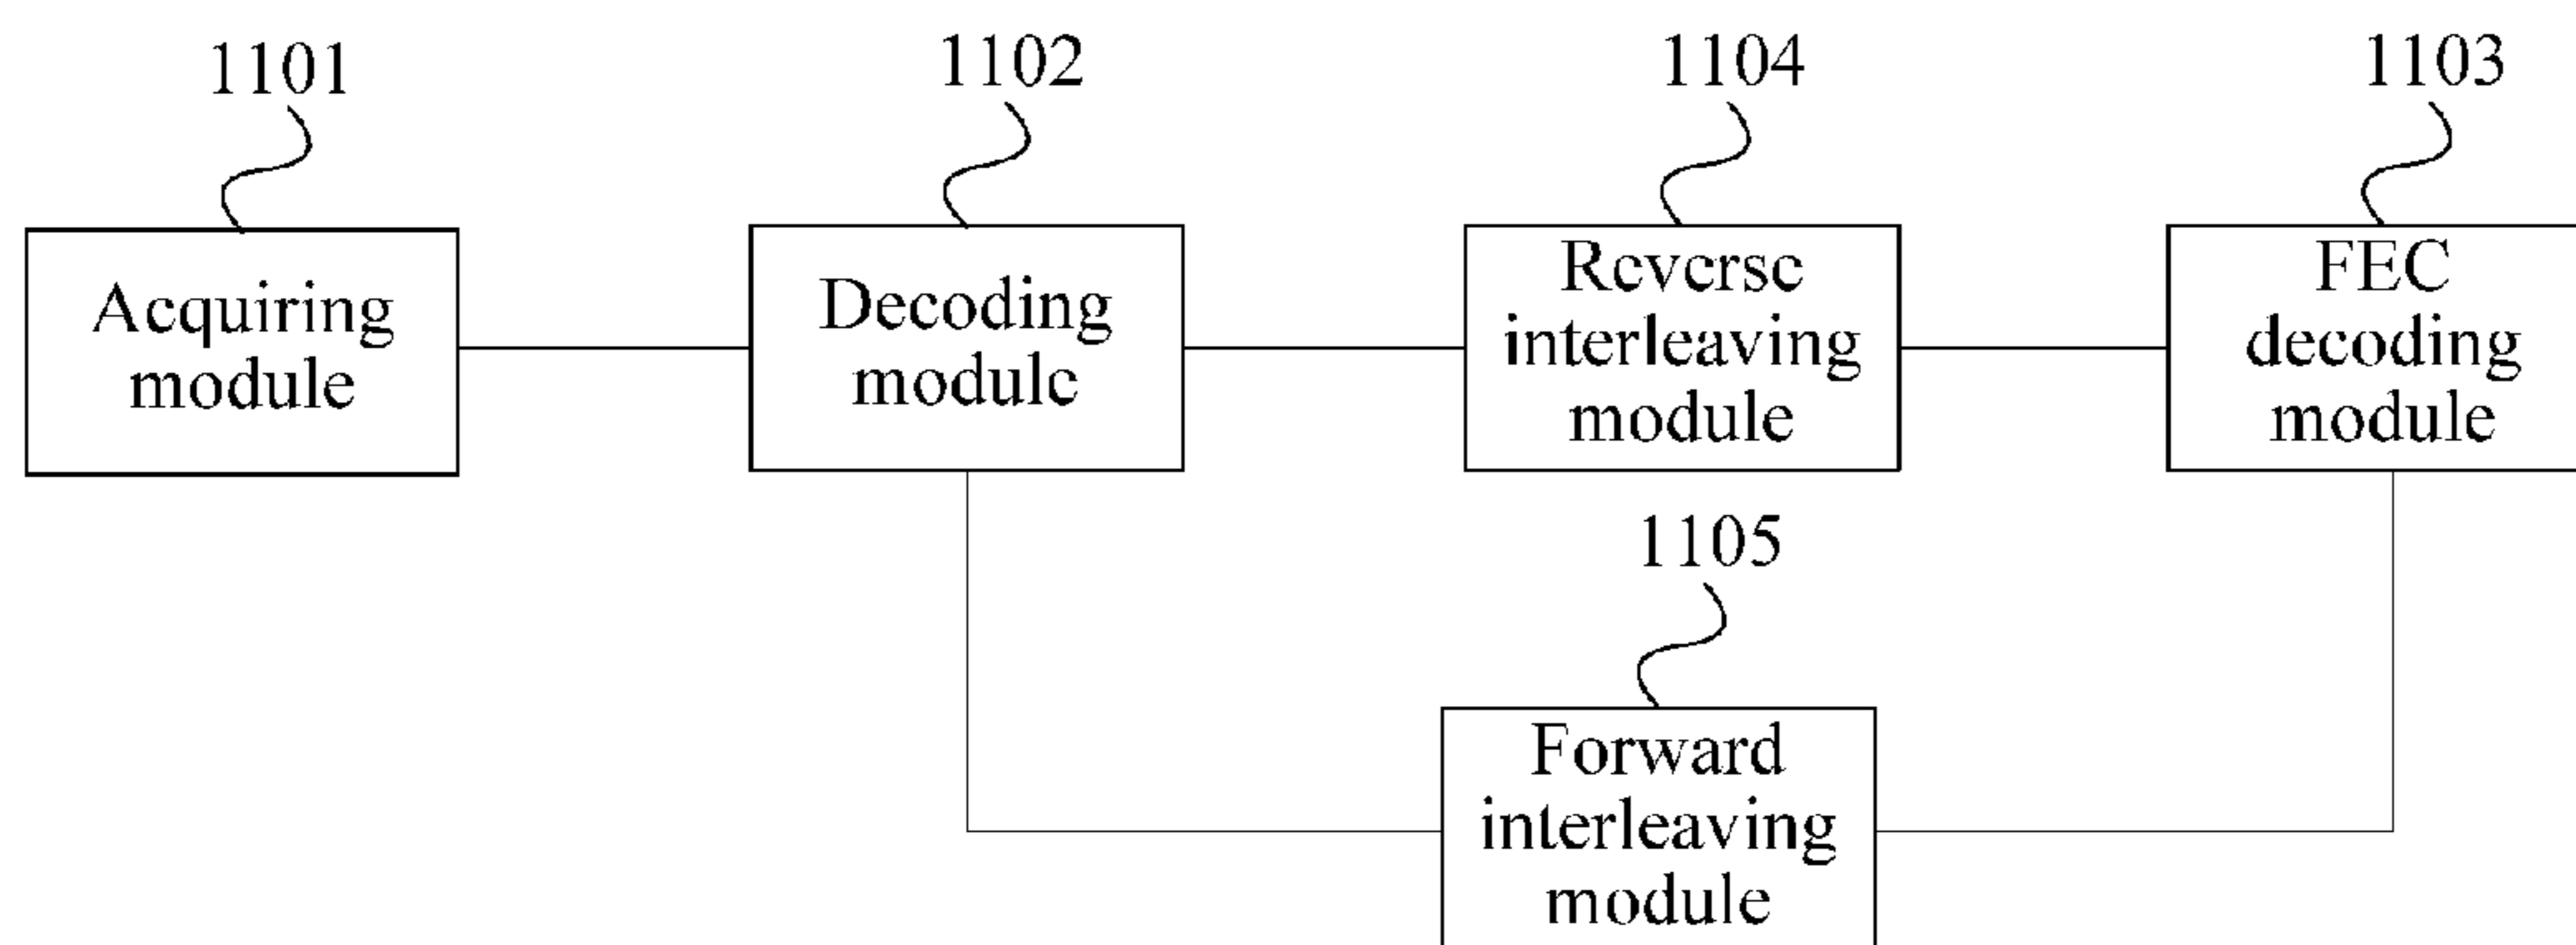 1101
1102
1104
1103
Acquiring
module
Decoding
module
Reverse
interleaving
module
FEC
decoding
module
1105
Forward
interleaving
module